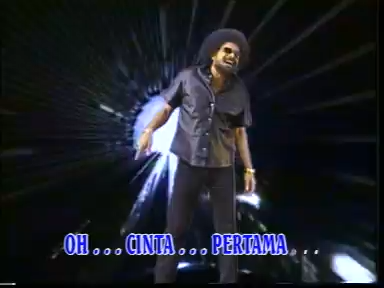 OH . . . CINTA . . . PERTAMA . . .